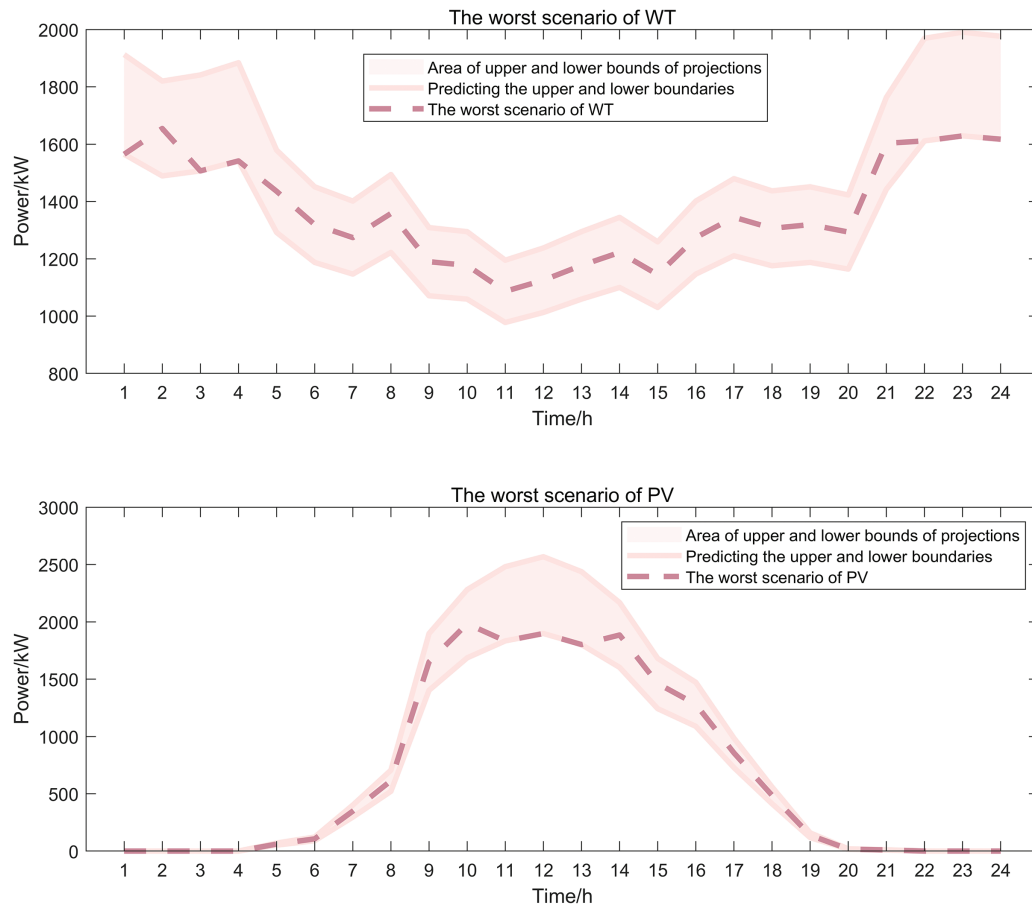 The worst scenario of WT
2000
1800
1600
1400
1200
1000
800
Power/kW
Area of upper and lower bounds of projections
Predicting the upper and lower boundaries
The worst scenario of WT
1 2 3 4 5 6 7 8 9 10 11 12 13 14 15 16 17 18 19 20 21 22 23 24
Time/h
The worst scenario of PV
3000
2500
2000
1500
1000
500
0
Power/kW
Area of upper and lower bounds of projections
Predicting the upper and lower boundaries
The worst scenario of PV
1 2 3 4 5 6 7 8 9 10 11 12 13 14 15 16 17 18 19 20 21 22 23 24
Time/h